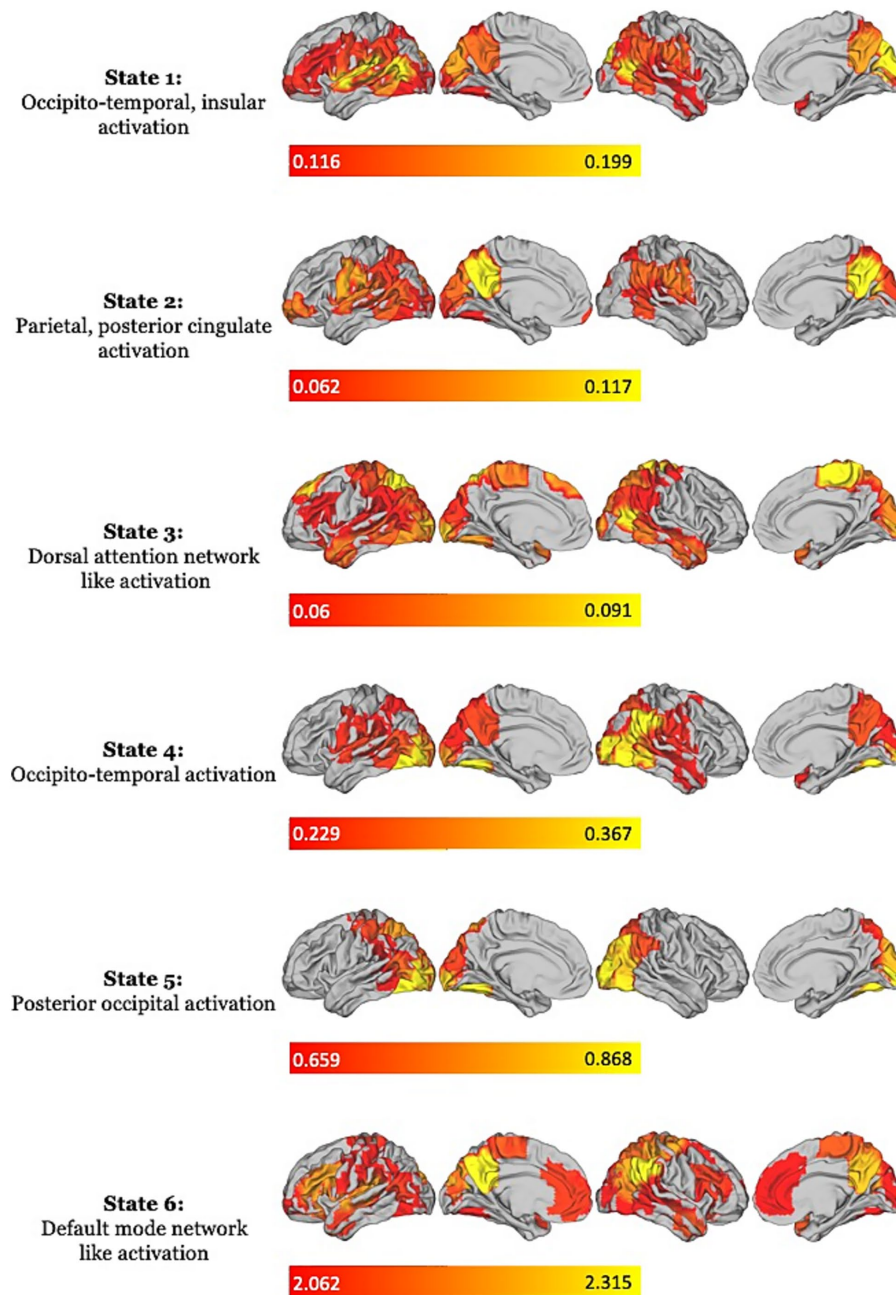 State 1:
Occipito-temporal, insular
activation
0.116 0.199
State 2:
Parietal, posterior cingulate
activation
0.062 0.117
State 3:
Dorsal attention network
like activation
0.06 0.091
State 4:
Occipito-temporal activation
0.229 0.367
State 5:
Posterior occipital activation
0.659 0.868
State 6:
Default mode network
like activation
2.062 2.315